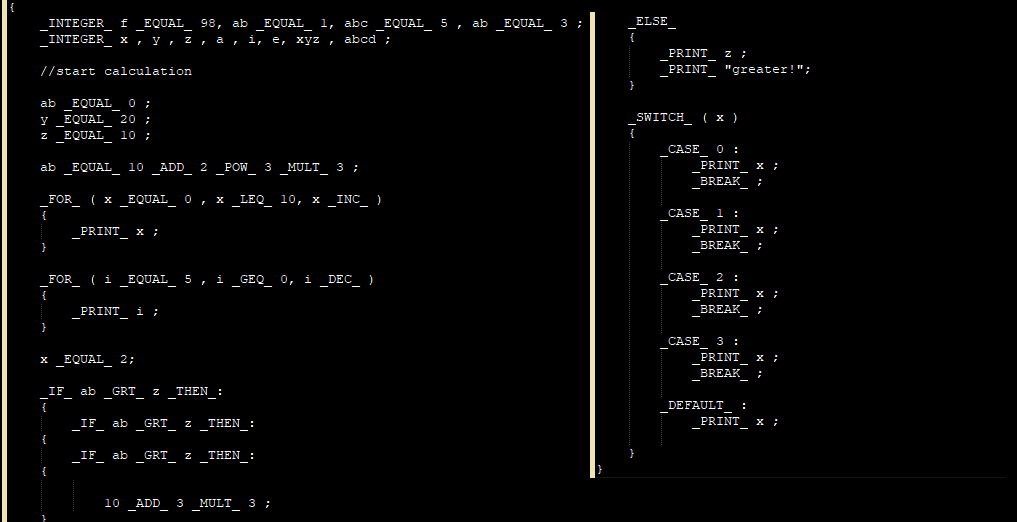 {
_INTEGER_ f _EQUAL_ 98, ab _EQUAL_ 1, abc _EQUAL_ 5 , ab _EQUAL_ 3 ;
_INTEGER_ x , y , z , a , i, e, xyz , abcd ;
//start calculation
ab _EQUAL_ 0 ;
y _EQUAL_ 20 ;
z _EQUAL_ 10 ;
ab _EQUAL_ 10 _ADD_ 2 _POW_ 3 _MULT_ 3 ;
_FOR_ ( x _EQUAL_ 0 , x _LEQ_ 10, x _INC_ )
{
_PRINT_ x ;
}
_FOR_ ( i _EQUAL_ 5 , i _GEQ_ 0, i _DEC_ )
{
_PRINT_ i ;
}
x _EQUAL_ 2;
_IF_ ab _GRT_ z _THEN_:
{
_IF_ ab _GRT_ z _THEN_:
{
_IF_ ab _GRT_ z _THEN_:
{
10 _ADD_ 3 _MULT_ 3 ;
}
_ELSE_
{
_PRINT_ z ;
_PRINT_ "greater!";
}
_SWITCH_ ( x )
{
_CASE_ 0 :
_PRINT_ x ;
_BREAK_ ;
_CASE_ 1 :
_PRINT_ x ;
_BREAK_ ;
_CASE_ 2 :
_PRINT_ x ;
_BREAK_ ;
_CASE_ 3 :
_PRINT_ x ;
_BREAK_ ;
_DEFAULT_ :
_PRINT_ x ;
}
}